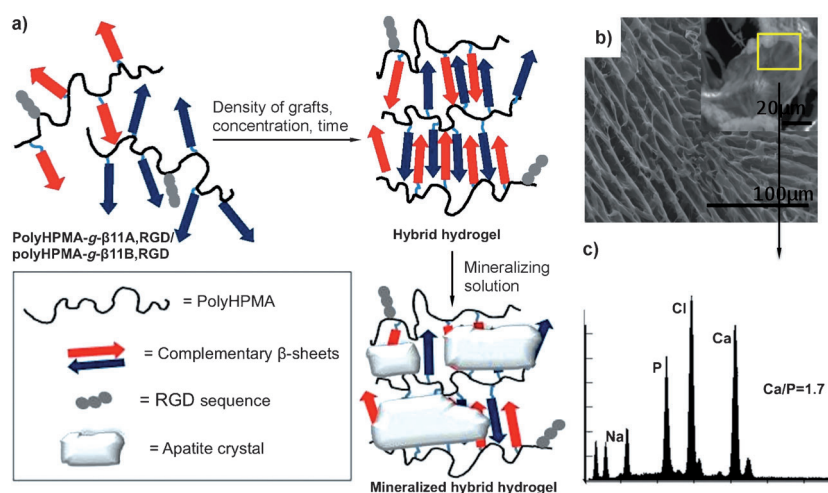 a)
Density of grafts,
concentration, time
PolyHPMA-g-β11A,RGD/
polyHPMA-g-β11B,RGD
Hybrid hydrogel
Mineralizing
solution
= PolyHPMA
= Complementary β-sheets
= RGD sequence
= Apatite crystal
Mineralized hybrid hydrogel
b)
20µm
100µm
c)
Na
P
Cl
Ca
Ca/P=1.7